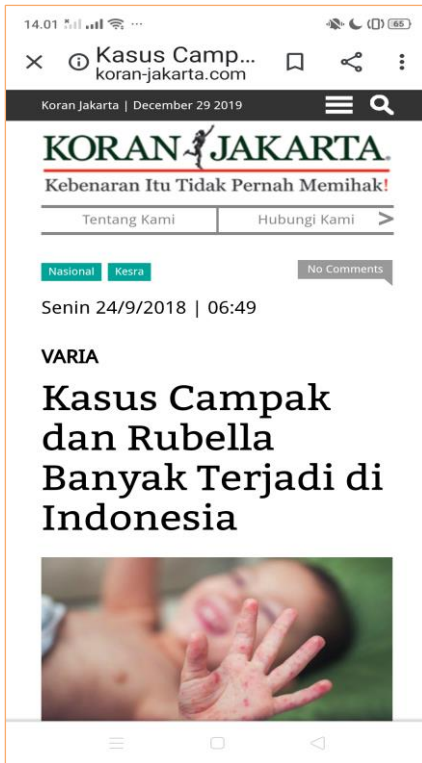 14.01 ... 65
Kasus Camp...
koran-jakarta.com
Koran Jakarta | December 29 2019
KORAN JAKARTA.
Kebenaran Itu Tidak Pernah Memihak!
Tentang Kami Hubungi Kami >
Nasional Kesra No Comments
Senin 24/9/2018 | 06:49
VARIA
Kasus Campak
dan Rubella
Banyak Terjadi di
Indonesia